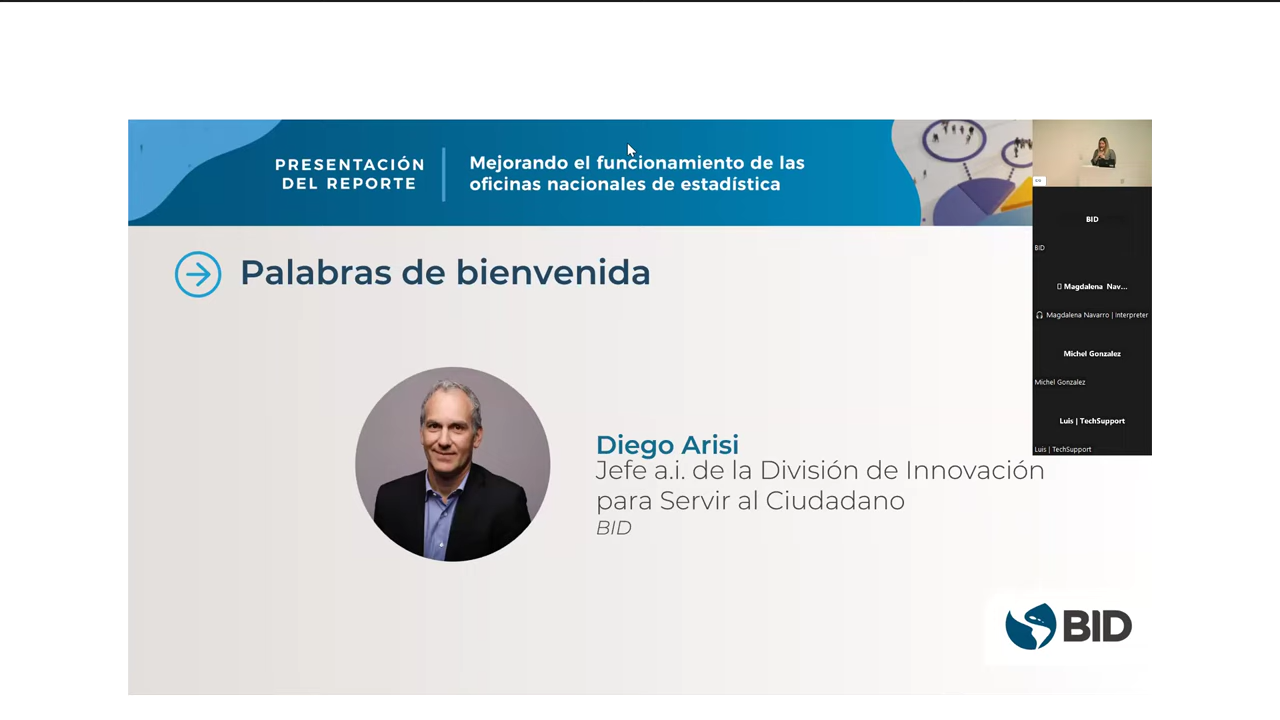 PRESENTACIÓN
DEL REPORTE
Mejorando el funcionamiento de las
oficinas nacionales de estadística
Palabras de bienvenida
Diego Arisi
Jefe a.i. de la División de Innovación
para Servir al Ciudadano
BID
BID
BID
BID
Magdalena Nav...
Magdalena Navarro | Interpreter
Michel Gonzalez
Michel Gonzalez
Luis | TechSupport
Luis | TechSupport